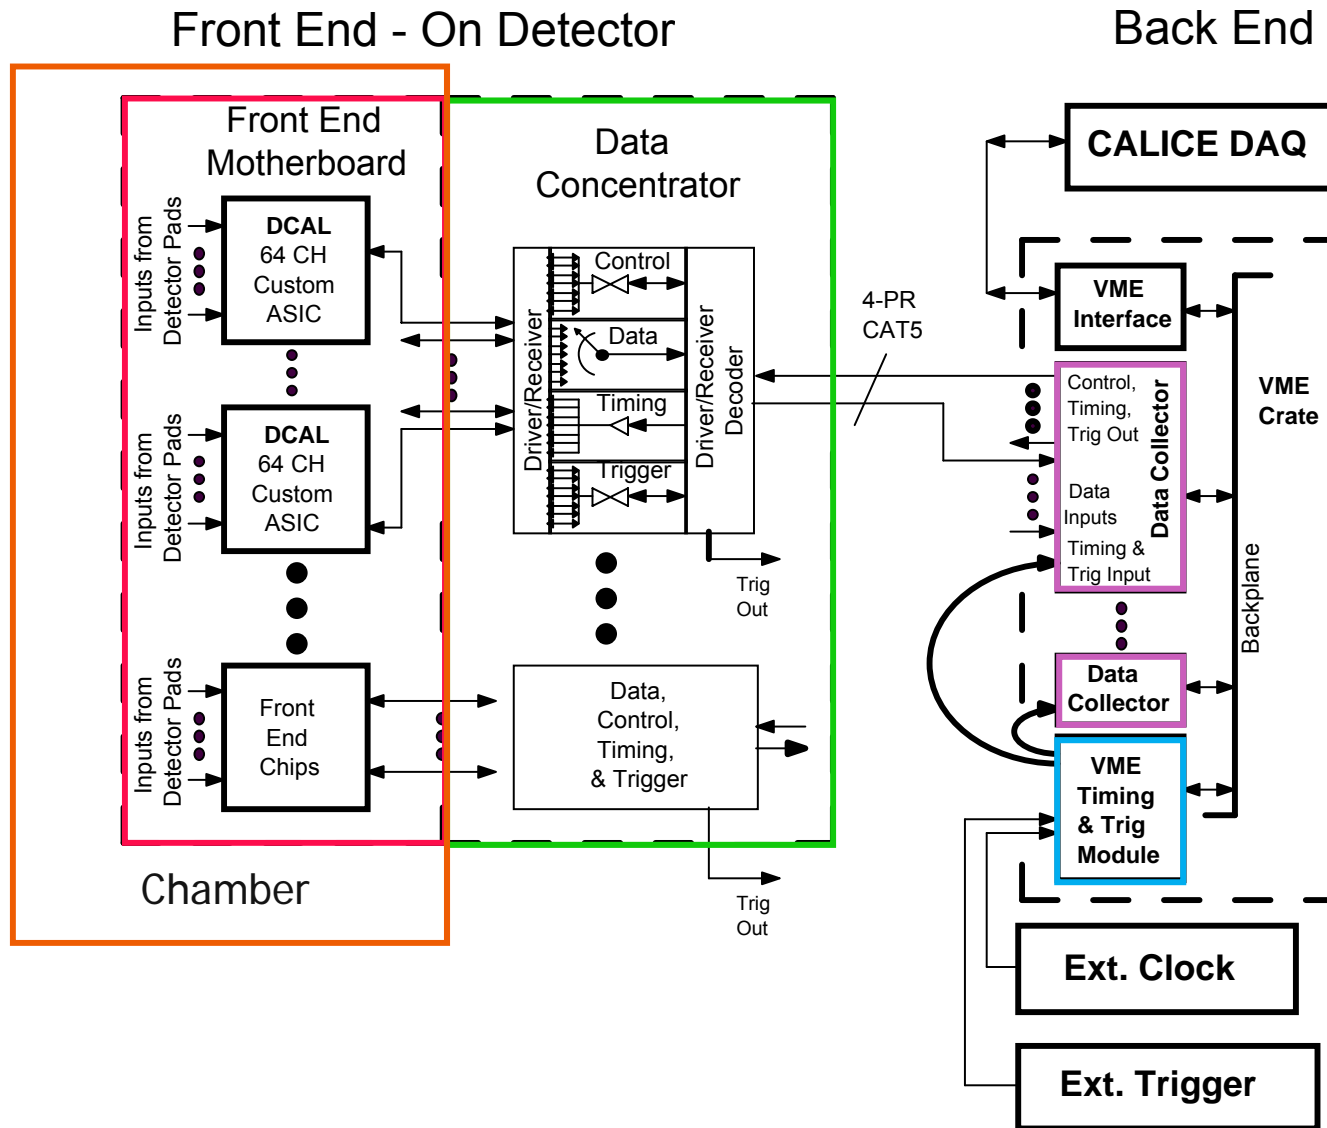 Front End - On Detector
Back End
Front End
Motherboard
Data
Concentrator
CALICE DAQ
Inputs from
Detector Pads
DCAL
64 CH
Custom
ASIC
Inputs from
Detector Pads
DCAL
64 CH
Custom
ASIC
Inputs from
Detector Pads
Front
End
Chips
Chamber
Driver/Receiver
Control
Data
Timing
Trigger
Driver/Receiver
Decoder
Trig
Out
Data,
Control,
Timing,
& Trigger
Trig
Out
4-PR
CAT5
VME
Interface
Control,
Timing,
Trig Out
Data
Inputs
Timing &
Trig Input
Data Collector
Data
Collector
VME
Timing
& Trig
Module
Backplane
VME
Crate
Ext. Clock
Ext. Trigger